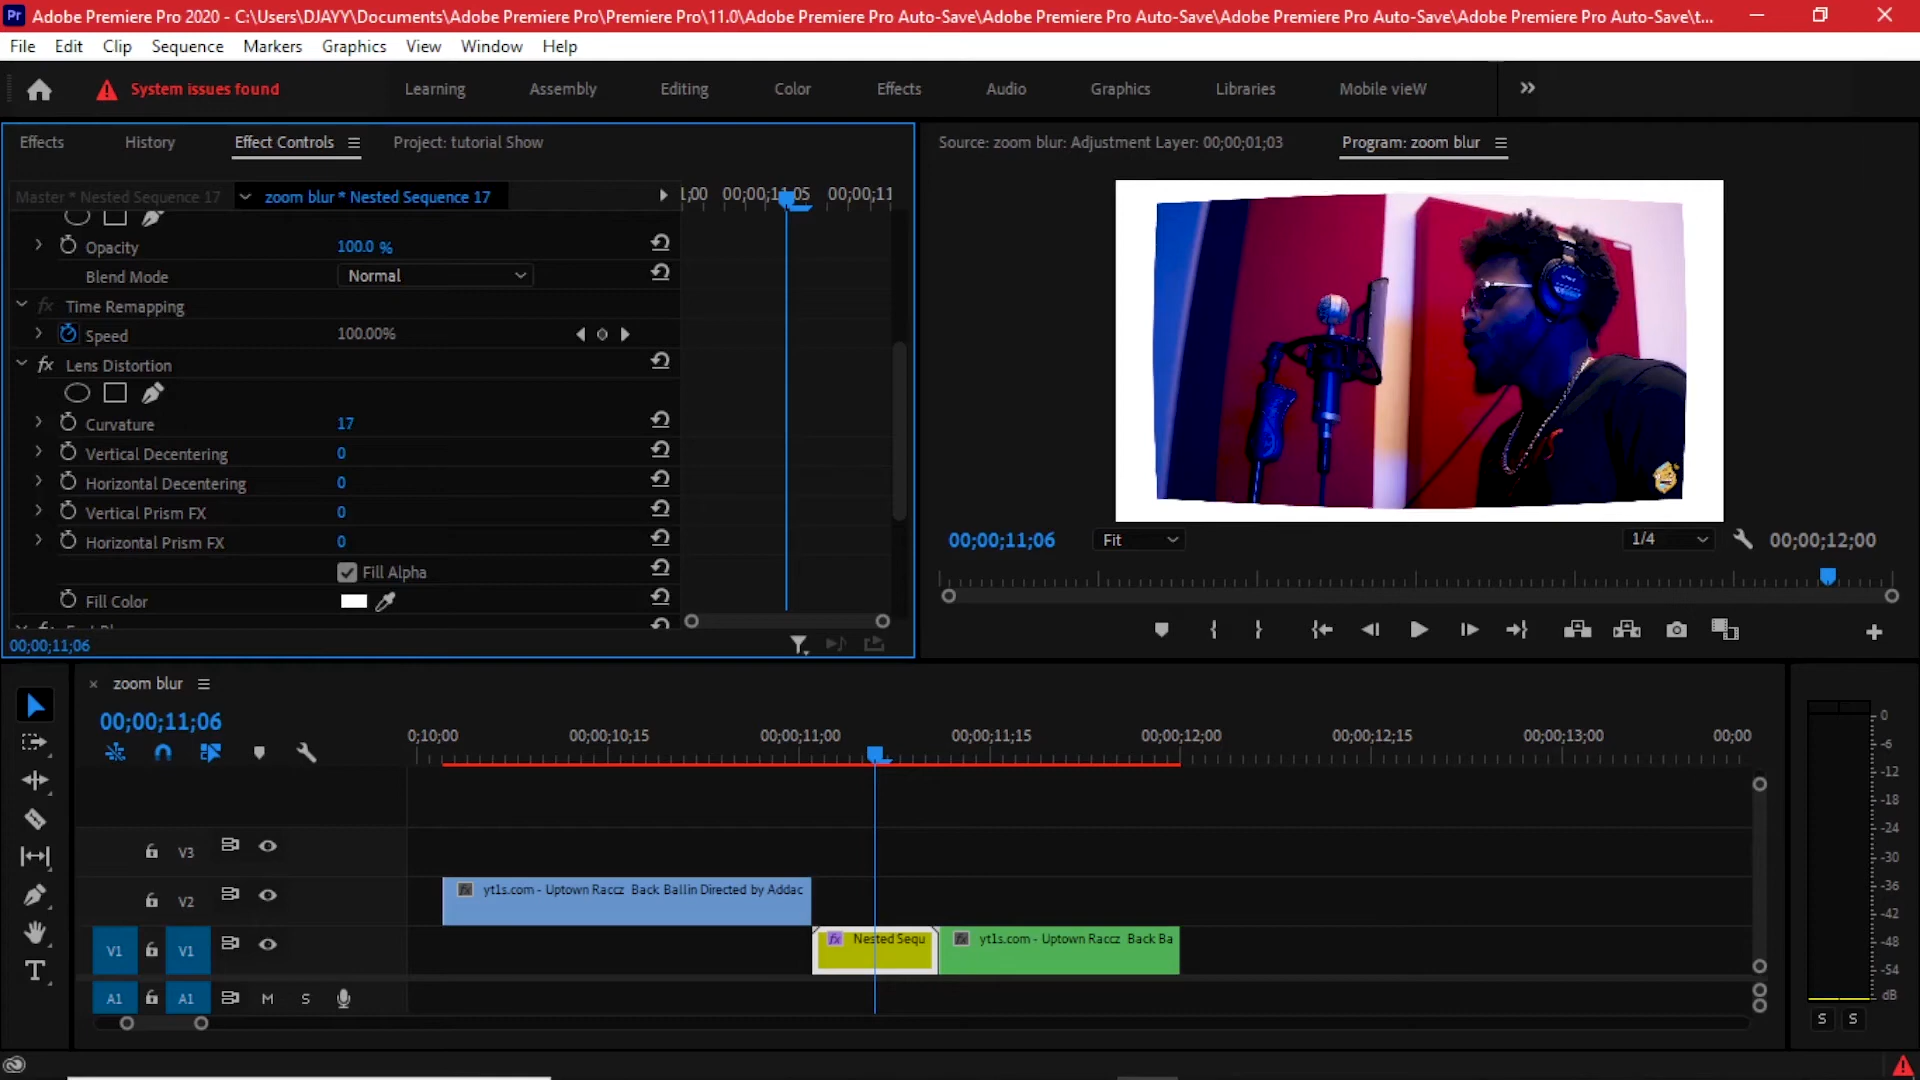 Adobe Premiere Pro 2020 - C:\Users\DJAYY\Documents\Adobe Premiere Pro\Premiere Pro\11.0\Adobe Premiere Pro Auto-Save\Adobe Premiere Pro Auto-Save\Adobe Premiere Pro Auto-Save\Adobe Premiere Pro Auto-Save\t...
File Edit Clip Sequence Markers Graphics View Window Help
System issues found Learning Assembly Editing Color Effects Audio Graphics Libraries Mobile vieW
Effects History Effect Controls Project: tutorial Show
Source: zoom blur: Adjustment Layer: 00;00;01;03 Program: zoom blur
Master * Nested Sequence 17 zoom blur * Nested Sequence 17
00;00;11;05 00;00;11
Opacity 100.0 %
Blend Mode Normal
fx Time Remapping
Speed 100.00%
fx Lens Distortion
Curvature 17
Vertical Decentering 0
Horizontal Decentering 0
Vertical Prism FX 0
Horizontal Prism FX 0
Fill Alpha
Fill Color
00;00;11;06
00;00;11;06 Fit 1/4 00;00;12;00
zoom blur
00;00;11;06
0;10;00 00;00;10;15 00;00;11;00 00;00;11;15 00;00;12;00 00;00;12;15 00;00;13;00 00;00
V3
V2 fx yt1s.com - Uptown Raccz Back Ballin Directed by Addac
V1 V1 fx Nested Sequ fx yt1s.com - Uptown Raccz Back Ba
A1 A1 M S
0
-6
-12
-18
-24
-30
-36
-42
-48
-54
dB
S S